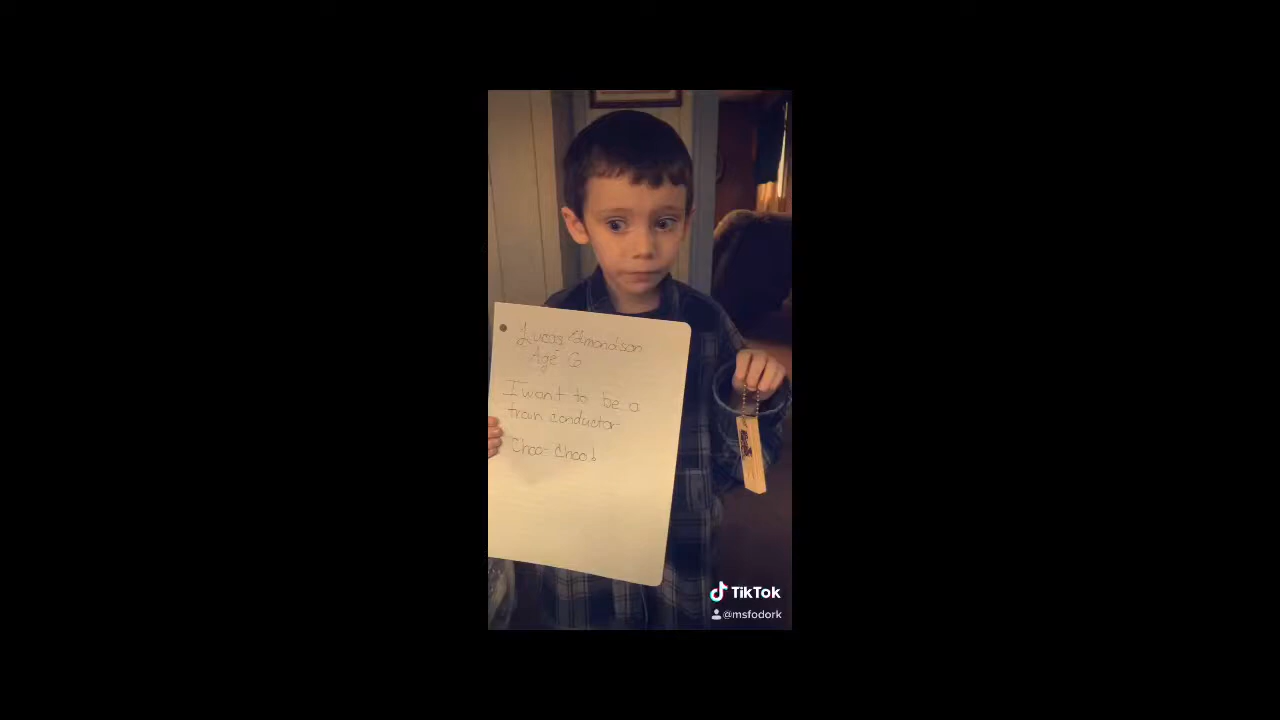 Lucas Edmondson
Age 6
I want to be a
train conductor
Choo-Choo!
TikTok
@msfodork